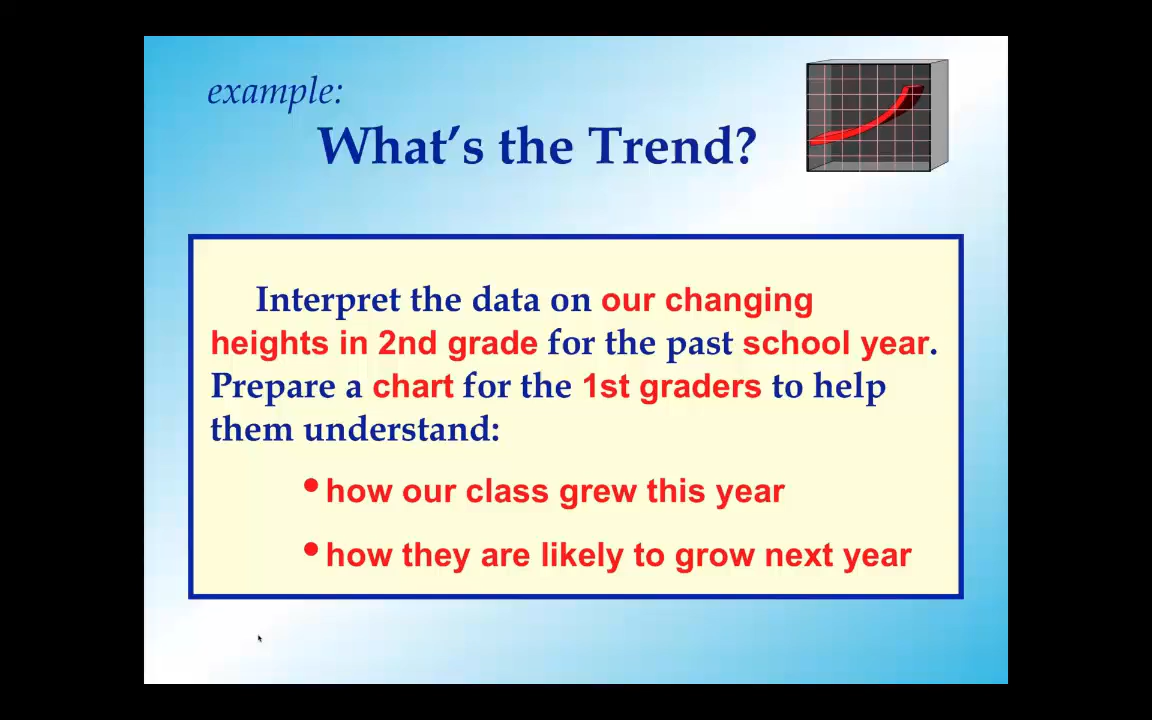 example:
What’s the Trend?
Interpret the data on our changing
heights in 2nd grade for the past school year.
Prepare a chart for the 1st graders to help
them understand:
•how our class grew this year
•how they are likely to grow next year